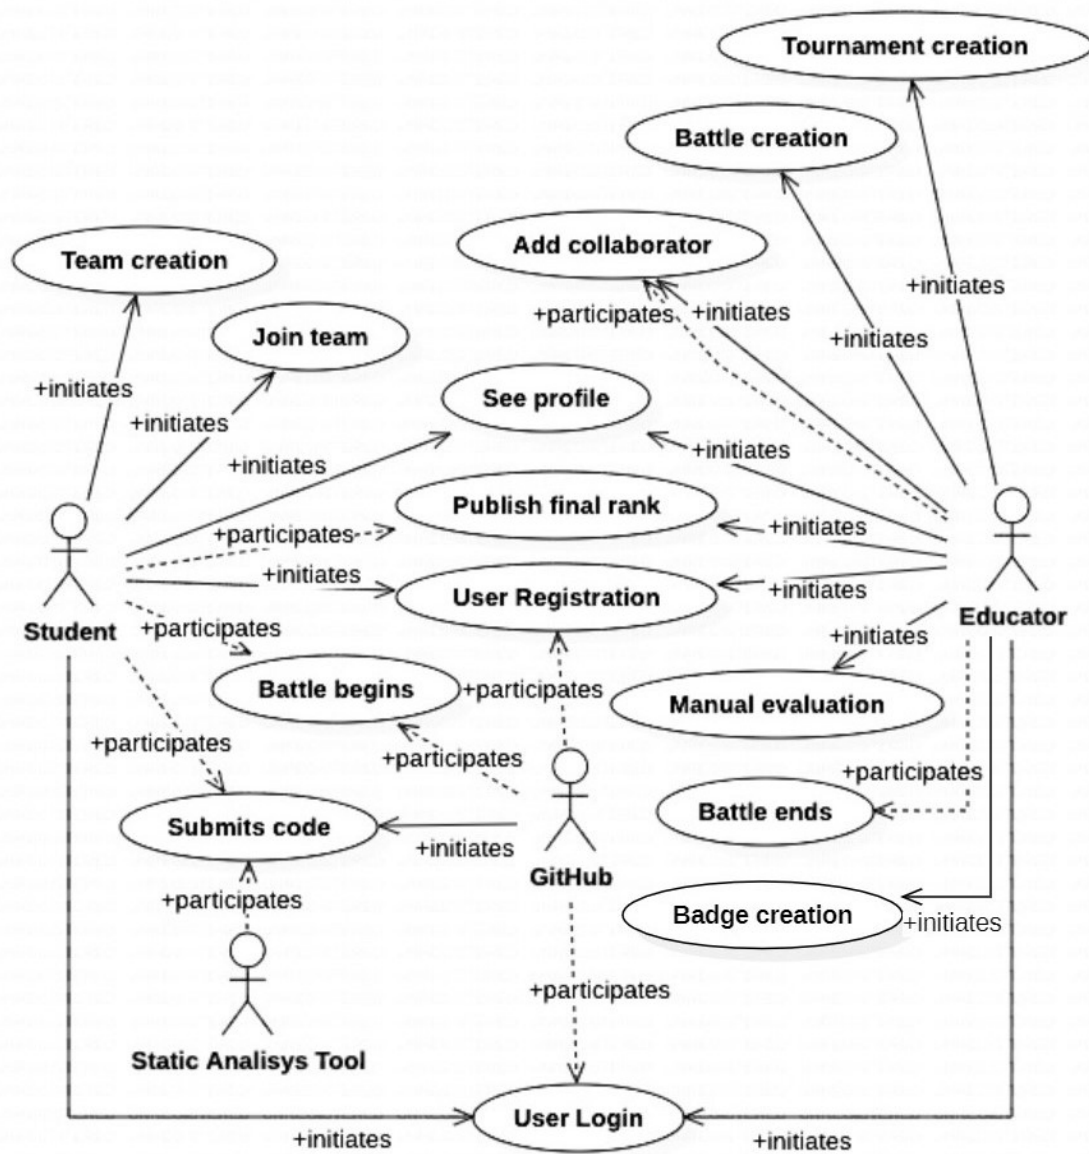 Tournament creation
Battle creation
Add collaborator
Team creation
+initiates
+participates
+initiates
Join team
+initiates
+initiates
See profile
+initiates
+initiates
+initiates
Publish final rank
+participates
+initiates
+initiates
User Registration
+initiates
Student
Educator
+participates
+initiates
Battle begins
+participates
Manual evaluation
+participates
+participates
+participates
Submits code
Battle ends
+initiates
GitHub
+participates
Badge creation
+initiates
+participates
Static Analisys Tool
User Login
+initiates
+initiates